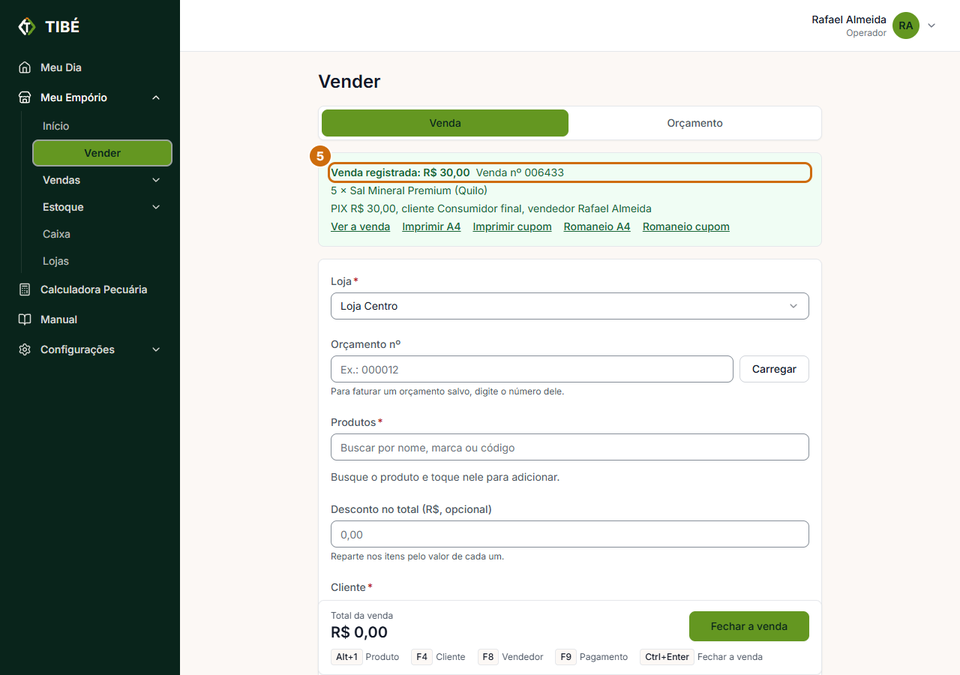 TIBÉ
Rafael Almeida
Operador
RA
Meu Dia
Meu Empório
Início
Vender
Vendas
Estoque
Caixa
Lojas
Calculadora Pecuária
Manual
Configurações
Vender
Venda
Orçamento
5
Venda registrada: R$ 30,00 Venda nº 006433
5 × Sal Mineral Premium (Quilo)
PIX R$ 30,00, cliente Consumidor final, vendedor Rafael Almeida
Ver a venda Imprimir A4 Imprimir cupom Romaneio A4 Romaneio cupom
Loja*
Loja Centro
Orçamento nº
Ex.: 000012
Carregar
Para faturar um orçamento salvo, digite o número dele.
Produtos*
Buscar por nome, marca ou código
Busque o produto e toque nele para adicionar.
Desconto no total (R$, opcional)
0,00
Reparte nos itens pelo valor de cada um.
Cliente*
Total da venda
R$ 0,00
Fechar a venda
Alt+1 Produto F4 Cliente F8 Vendedor F9 Pagamento Ctrl+Enter Fechar a venda